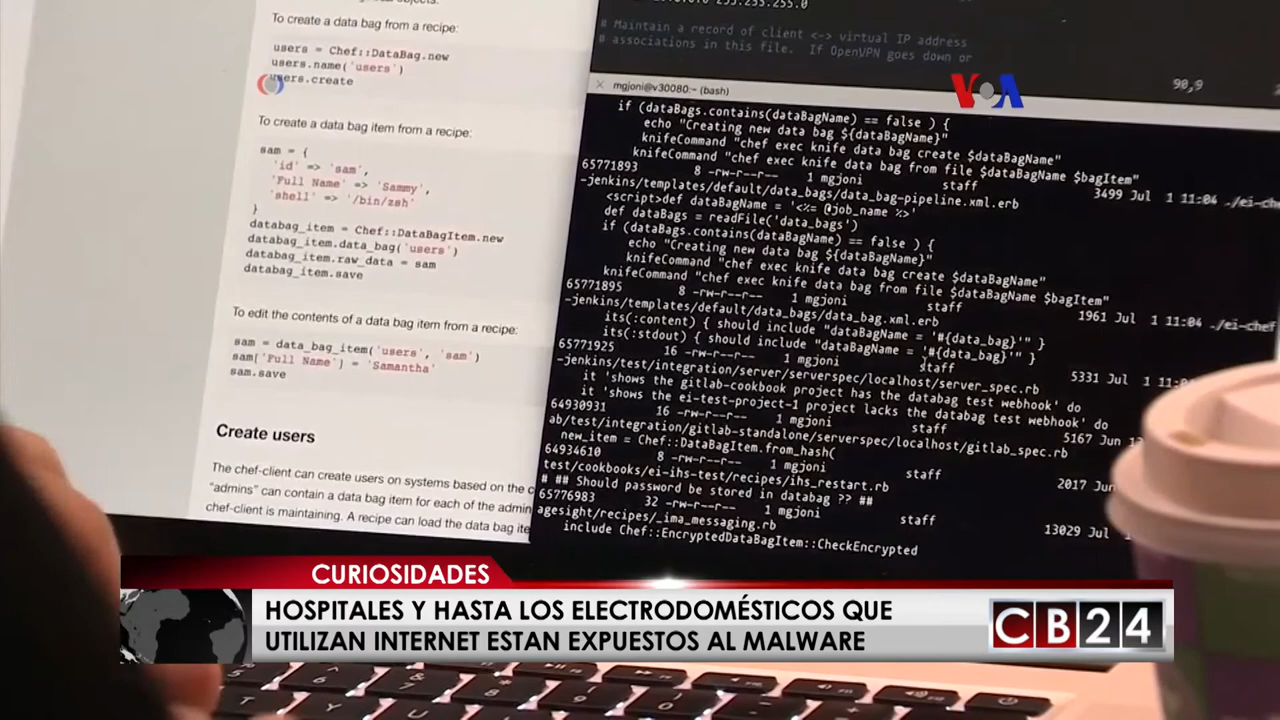 To create a data bag from a recipe:
users = Chef::DataBag.new
users.name('users')
users.create
To create a data bag item from a recipe:
sam = {
'id' => 'sam',
'Full Name' => 'Sammy',
'shell' => '/bin/zsh'
}
databag_item = Chef::DataBagItem.new
databag_item.data_bag('users')
databag_item.raw_data = sam
databag_item.save
To edit the contents of a data bag item from a recipe:
sam = data_bag_item('users', 'sam')
sam['Full Name'] = 'Samantha'
sam.save
Create users
The chef-client can create users on systems based on the c
"admins" can contain a data bag item for each of the admin
chef-client is maintaining. A recipe can load the data bag ite
# Maintain a record of client <-> virtual IP address
# associations in this file. If OpenVPN goes down or
90,9
VOA
mgjoni@v30080:~ (bash)
if (dataBags.contains(dataBagName) == false ) {
echo "Creating new data bag ${dataBagName}"
knifeCommand "chef exec knife data bag create $dataBagName"
knifeCommand "chef exec knife data bag from file $dataBagName $bagItem"
65771893 8 -rw-r--r-- 1 mgjoni staff 3499 Jul 1 11:04 ./ei-che
-jenkins/templates/default/data_bags/data_bag-pipeline.xml.erb
<script>def dataBagName = '<%= @job_name %>'
def dataBags = readFile('data_bags')
if (dataBags.contains(dataBagName) == false ) {
echo "Creating new data bag ${dataBagName}"
knifeCommand "chef exec knife data bag create $dataBagName"
knifeCommand "chef exec knife data bag from file $dataBagName $bagItem"
65771895 8 -rw-r--r-- 1 mgjoni staff 1961 Jul 1 11:04 ./ei-chef
-jenkins/templates/default/data_bags/data_bag.xml.erb
its(:content) { should include "dataBagName = '#{data_bag}'" }
its(:stdout) { should include "dataBagName = '#{data_bag}'" }
65771925 16 -rw-r--r-- 1 mgjoni staff 5331 Jul 1 11:0
-jenkins/test/integration/server/serverspec/localhost/server_spec.rb
it 'shows the gitlab-cookbook project has the databag test webhook' do
it 'shows the ei-test-project-1 project lacks the databag test webhook' do
64930931 16 -rw-r--r-- 1 mgjoni staff 5167 Jun
ab/test/integration/gitlab-standalone/serverspec/localhost/gitlab_spec.rb
new_item = Chef::DataBagItem.from_hash(
64934610 8 -rw-r--r-- 1 mgjoni staff 2017 Jun
test/cookbooks/ei-ihs-test/recipes/ihs_restart.rb
# ## Should password be stored in databag ?? ##
65776983 32 -rw-r--r-- 1 mgjoni staff 13029 Jul
agesight/recipes/_ima_messaging.rb
include Chef::EncryptedDataBagItem::CheckEncrypted
CURIOSIDADES
HOSPITALES Y HASTA LOS ELECTRODOMÉSTICOS QUE
UTILIZAN INTERNET ESTAN EXPUESTOS AL MALWARE
CB24